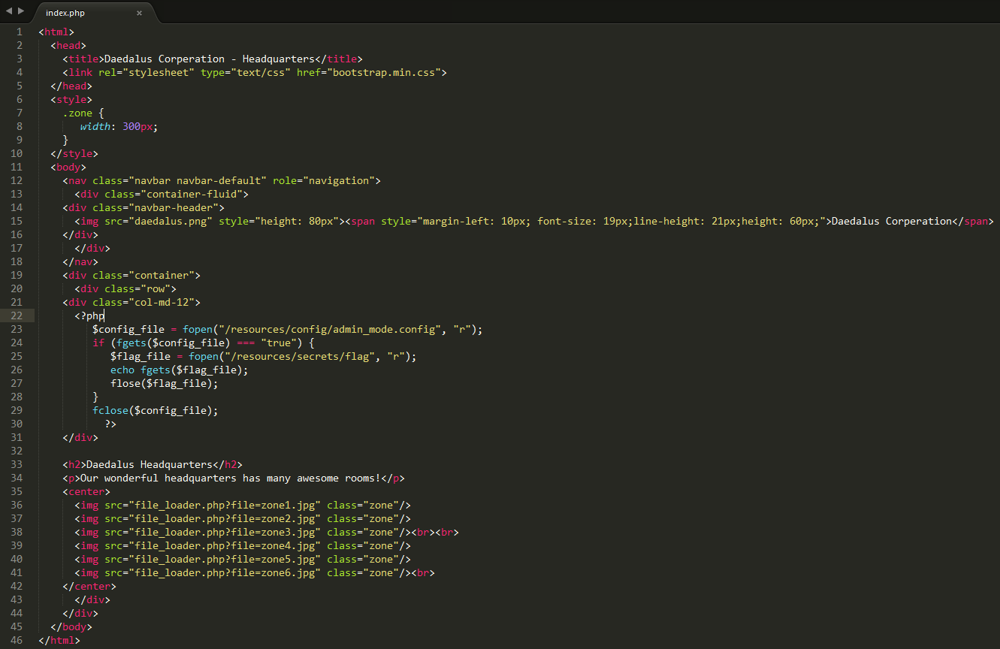 index.php ×
1 <html>
2 <head>
3 <title>Daedalus Corperation - Headquarters</title>
4 <link rel="stylesheet" type="text/css" href="bootstrap.min.css">
5 </head>
6 <style>
7 .zone {
8 width: 300px;
9 }
10 </style>
11 <body>
12 <nav class="navbar navbar-default" role="navigation">
13 <div class="container-fluid">
14 <div class="navbar-header">
15 <img src="daedalus.png" style="height: 80px"><span style="margin-left: 10px; font-size: 19px;line-height: 21px;height: 60px;">Daedalus Corperation</span>
16 </div>
17 </div>
18 </nav>
19 <div class="container">
20 <div class="row">
21 <div class="col-md-12">
22 <?php
23 $config_file = fopen("/resources/config/admin_mode.config", "r");
24 if (fgets($config_file) === "true") {
25 $flag_file = fopen("/resources/secrets/flag", "r");
26 echo fgets($flag_file);
27 flose($flag_file);
28 }
29 fclose($config_file);
30 ?>
31 </div>
32
33 <h2>Daedalus Headquarters</h2>
34 <p>Our wonderful headquarters has many awesome rooms!</p>
35 <center>
36 <img src="file_loader.php?file=zone1.jpg" class="zone"/>
37 <img src="file_loader.php?file=zone2.jpg" class="zone"/>
38 <img src="file_loader.php?file=zone3.jpg" class="zone"/><br><br>
39 <img src="file_loader.php?file=zone4.jpg" class="zone"/>
40 <img src="file_loader.php?file=zone5.jpg" class="zone"/>
41 <img src="file_loader.php?file=zone6.jpg" class="zone"/><br>
42 </center>
43 </div>
44 </div>
45 </body>
46 </html>